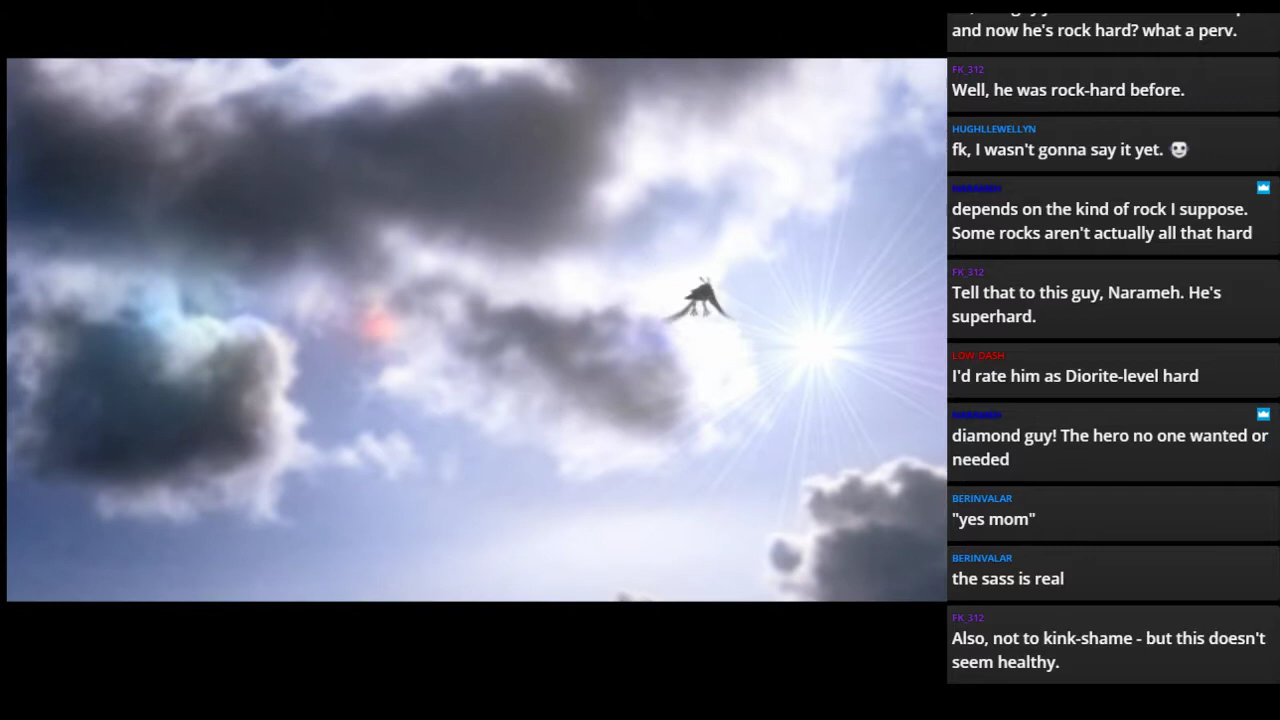 and now he's rock hard? what a perv.
FK_312
Well, he was rock-hard before.
HUGHLLEWELLYN
fk, I wasn't gonna say it yet.
NARAMEH
depends on the kind of rock I suppose.
Some rocks aren't actually all that hard
FK_312
Tell that to this guy, Narameh. He's
superhard.
LOW_DASH
I'd rate him as Diorite-level hard
NARAMEH
diamond guy! The hero no one wanted or
needed
BERINVALAR
"yes mom"
BERINVALAR
the sass is real
FK_312
Also, not to kink-shame - but this doesn't
seem healthy.